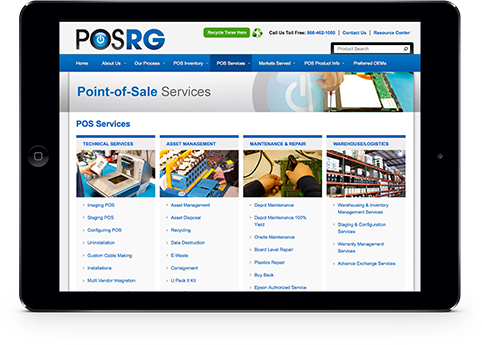 POSRG
Recycle Toner Here
Call Us Toll Free: 866-462-1005 | Contact Us | Resource Center
Product Search
Home About Us Our Process POS Inventory POS Services Markets Served POS Product Info Preferred OEMs
Point-of-Sale Services
POS Services
TECHNICAL SERVICES
Imaging POS
Staging POS
Configuring POS
Uninstallation
Custom Cable Making
Installations
Multi Vendor Integration
ASSET MANAGEMENT
Asset Management
Asset Disposal
Recycling
Data Destruction
E-Waste
Consignment
U Pack It Kit
MAINTENANCE & REPAIR
Depot Maintenance
Depot Maintenance 100%
Yield
Onsite Maintenance
Board Level Repair
Plastics Repair
Buy Back
Epson Authorized Service
WAREHOUSE/LOGISTICS
Warehousing & Inventory
Management Services
Staging & Configuration
Services
Warranty Management
Services
Advance Exchange Services